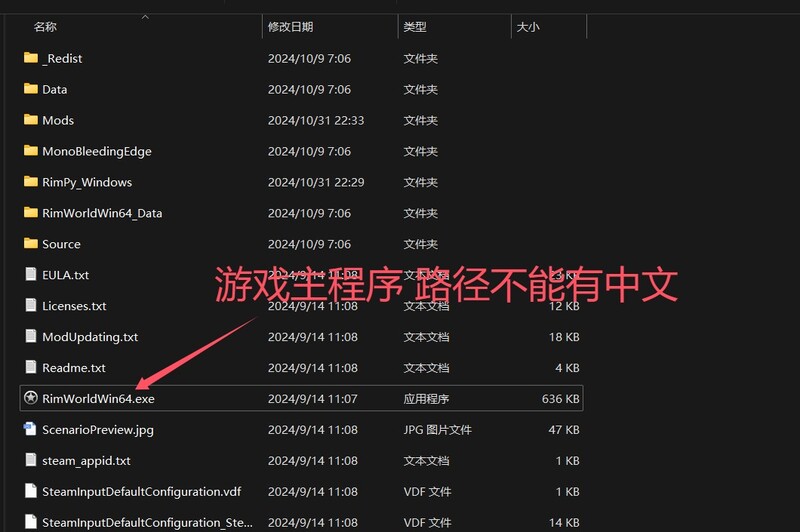 名称 修改日期 类型 大小
_Redist 2024/10/9 7:06 文件夹
Data 2024/10/9 7:06 文件夹
Mods 2024/10/31 22:33 文件夹
MonoBleedingEdge 2024/10/9 7:06 文件夹
RimPy_Windows 2024/10/31 22:29 文件夹
RimWorldWin64_Data 2024/10/9 7:06 文件夹
Source 2024/10/9 7:06 文件夹
EULA.txt 2024/9/14 11:08 文本文档 23 KB
游戏主程序 路径不能有中文
Licenses.txt 2024/9/14 11:08 文本文档 12 KB
ModUpdating.txt 2024/9/14 11:08 文本文档 18 KB
Readme.txt 2024/9/14 11:08 文本文档 4 KB
RimWorldWin64.exe 2024/9/14 11:07 应用程序 636 KB
ScenarioPreview.jpg 2024/9/14 11:08 JPG 图片文件 47 KB
steam_appid.txt 2024/9/14 11:08 文本文档 1 KB
SteamInputDefaultConfiguration.vdf 2024/9/14 11:08 VDF 文件 1 KB
SteamInputDefaultConfiguration_Ste... 2024/9/14 11:08 VDF 文件 14 KB